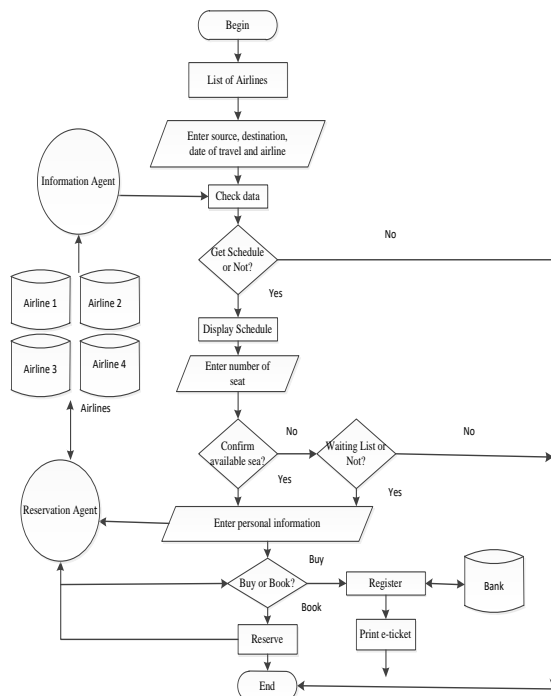 Begin
List of Airlines
Enter source, destination,
date of travel and airline
Information Agent
Check data
No
Get Schedule
or Not?
Yes
Airline 1
Airline 2
Display Schedule
Airline 3
Airline 4
Enter number of
seat
Airlines
No
No
Confirm
available sea?
Waiting List or
Not?
Yes
Yes
Reservation Agent
Enter personal information
Buy
Buy or Book?
Register
Bank
Book
Reserve
Print e-ticket
End